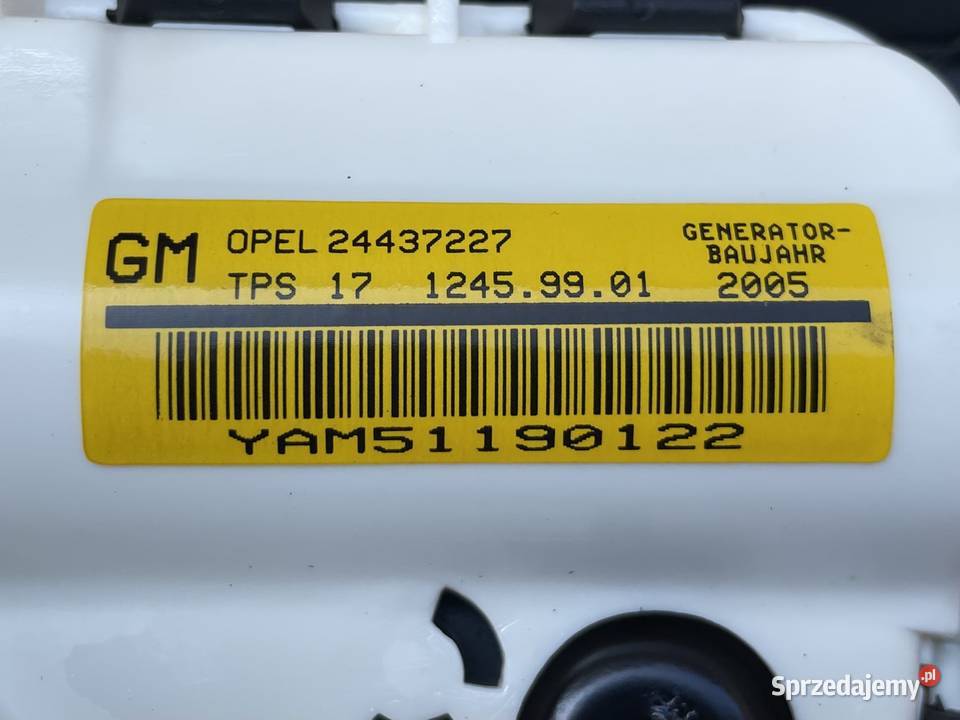 GM
OPEL 24437227
TPS 17 1245.99.01
GENERATOR-
BAUJAHR
2005
YAM51190122
Sprzedajemy.pl